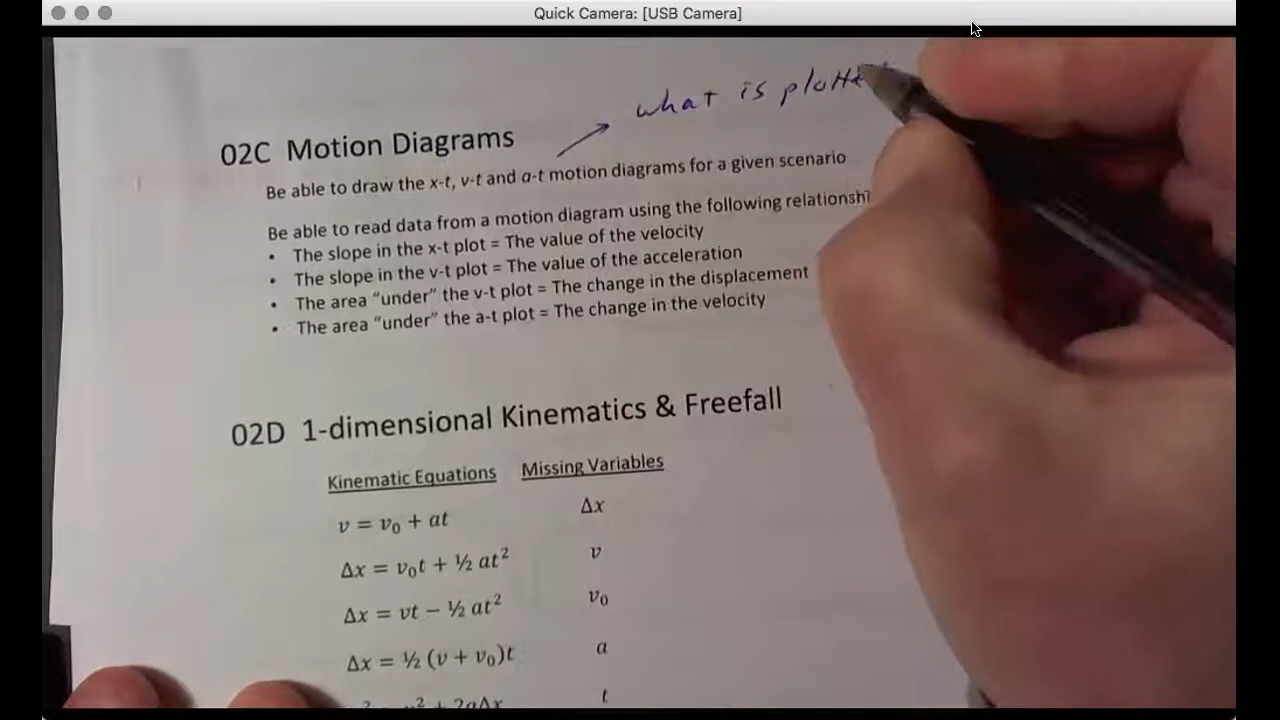 Quick Camera: [USB Camera]
what is plotte
02C Motion Diagrams
Be able to draw the x-t, v-t and a-t motion diagrams for a given scenario
Be able to read data from a motion diagram using the following relationshi
• The slope in the x-t plot = The value of the velocity
• The slope in the v-t plot = The value of the acceleration
• The area “under” the v-t plot = The change in the displacement
• The area “under” the a-t plot = The change in the velocity
02D 1-dimensional Kinematics & Freefall
Kinematic Equations Missing Variables
v = v₀ + at Δx
Δx = v₀t + ½ at² v
Δx = vt − ½ at² v₀
Δx = ½ (v + v₀)t a
t